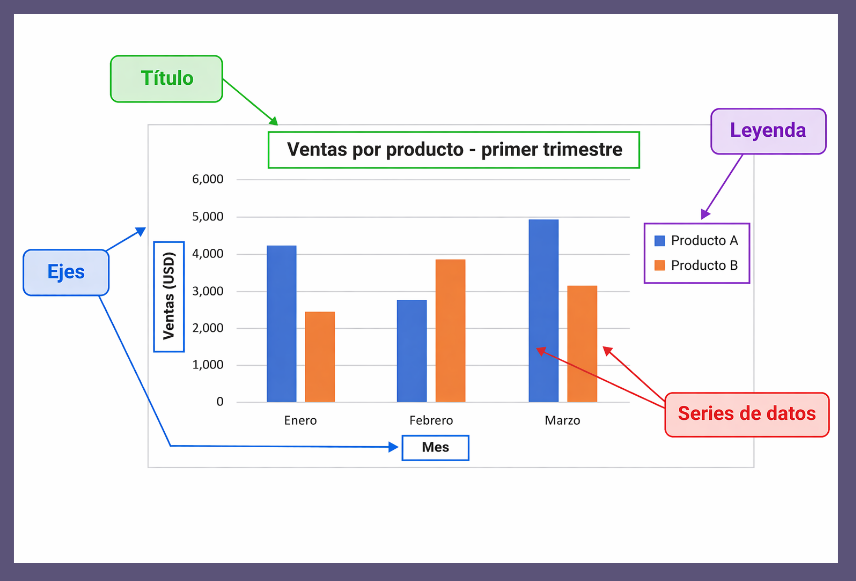 Título
Leyenda
Ventas por producto - primer trimestre
6,000
5,000
4,000
3,000
2,000
1,000
0
Ventas (USD)
Ejes
Producto A
Producto B
Series de datos
Enero
Febrero
Marzo
Mes